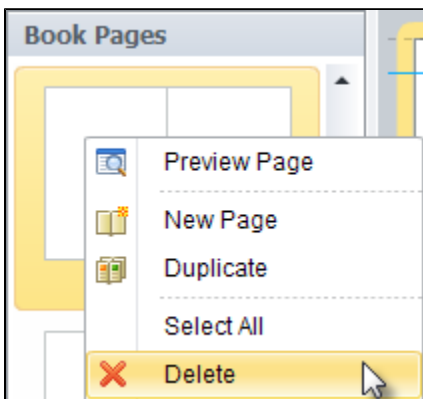 Book Pages
Preview Page
New Page
Duplicate
Select All
Delete